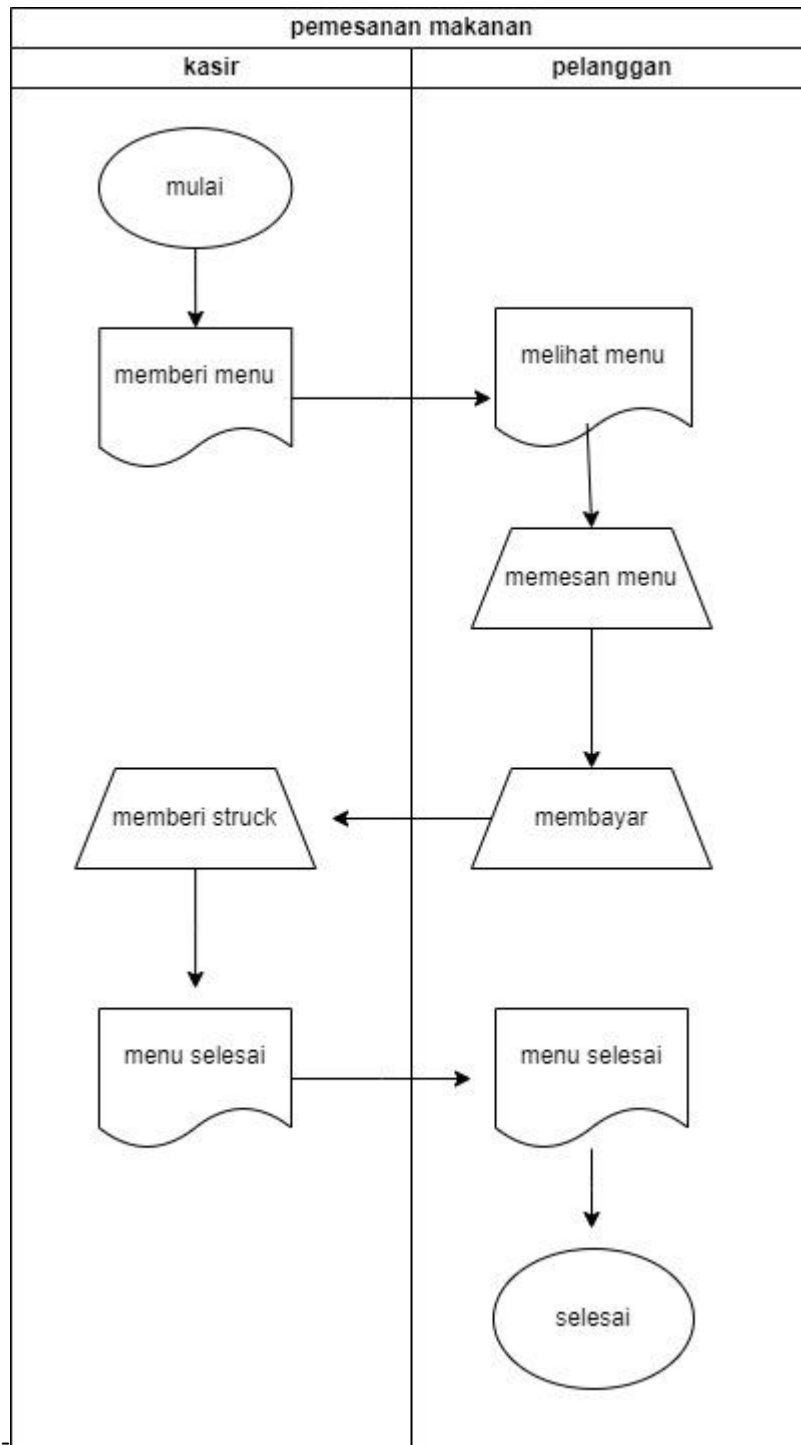 pemesanan makanan
kasir
pelanggan
mulai
memberi menu
melihat menu
memesan menu
memberi struck
membayar
menu selesai
menu selesai
selesai